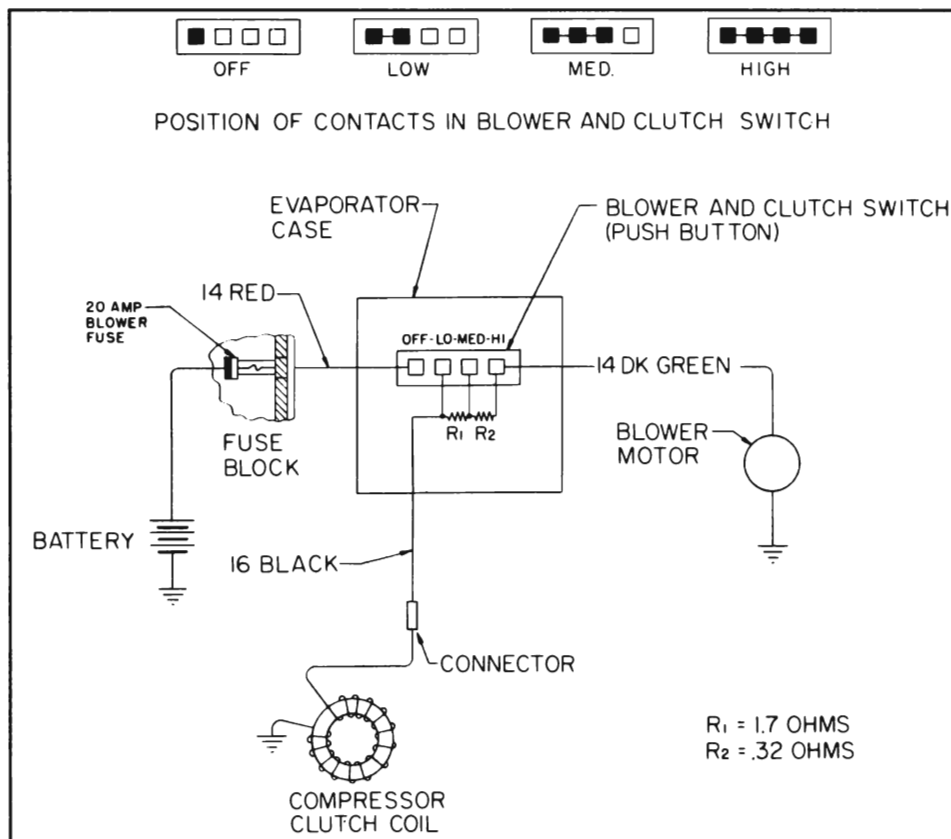 OFF
LOW
MED.
HIGH
POSITION OF CONTACTS IN BLOWER AND CLUTCH SWITCH
EVAPORATOR
CASE
BLOWER AND CLUTCH SWITCH
(PUSH BUTTON)
14 RED
20 AMP
BLOWER
FUSE
OFF-LO-MED-HI
14 DK GREEN
R1 R2
FUSE
BLOCK
BLOWER
MOTOR
BATTERY
16 BLACK
CONNECTOR
R1 = 1.7 OHMS
R2 = .32 OHMS
COMPRESSOR
CLUTCH COIL